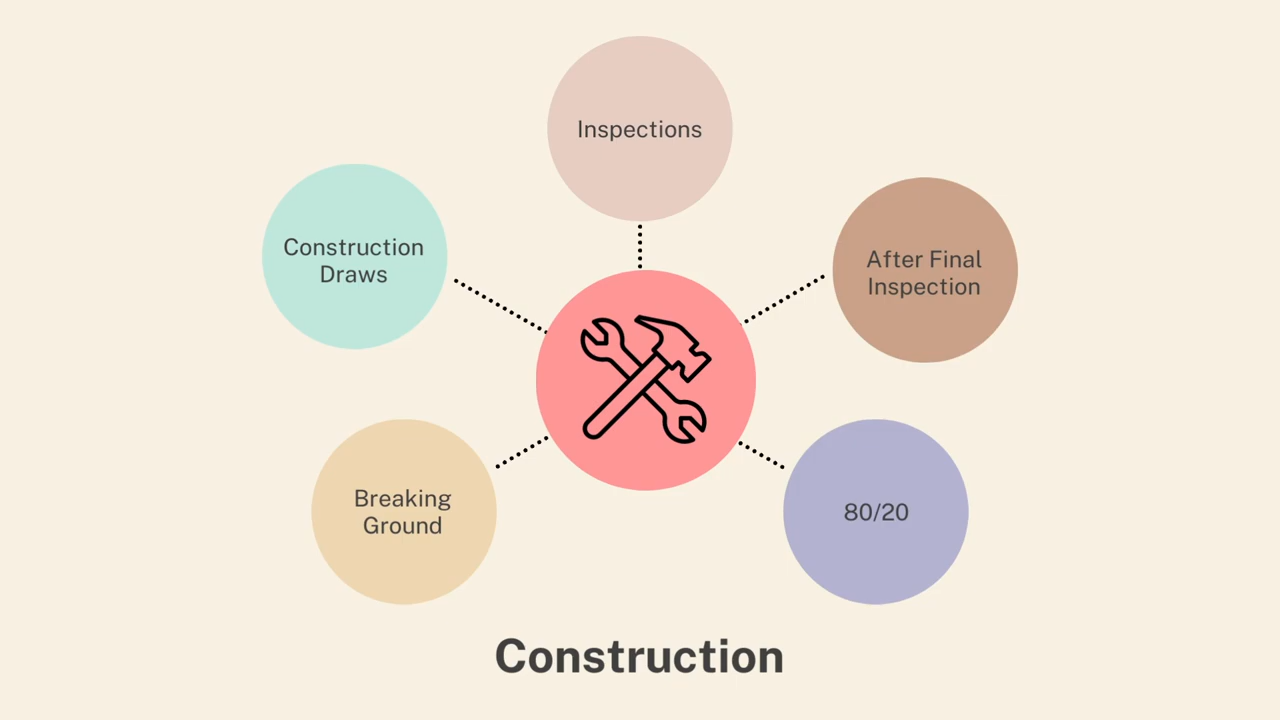 Inspections
Construction
Draws
After Final
Inspection
Breaking
Ground
80/20
Construction